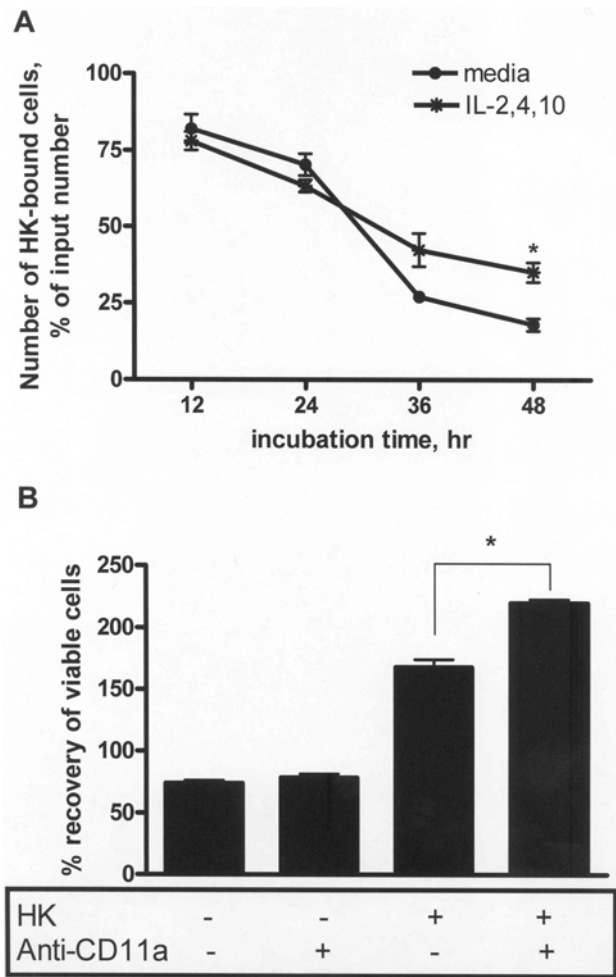 A
Number of HK-bound cells,
% of input number
100
75
50
25
0
media
IL-2,4,10
*
12 24 36 48
incubation time, hr
B
% recovery of viable cells
250
200
150
100
50
0
*
HK - - + +
Anti-CD11a - + - +